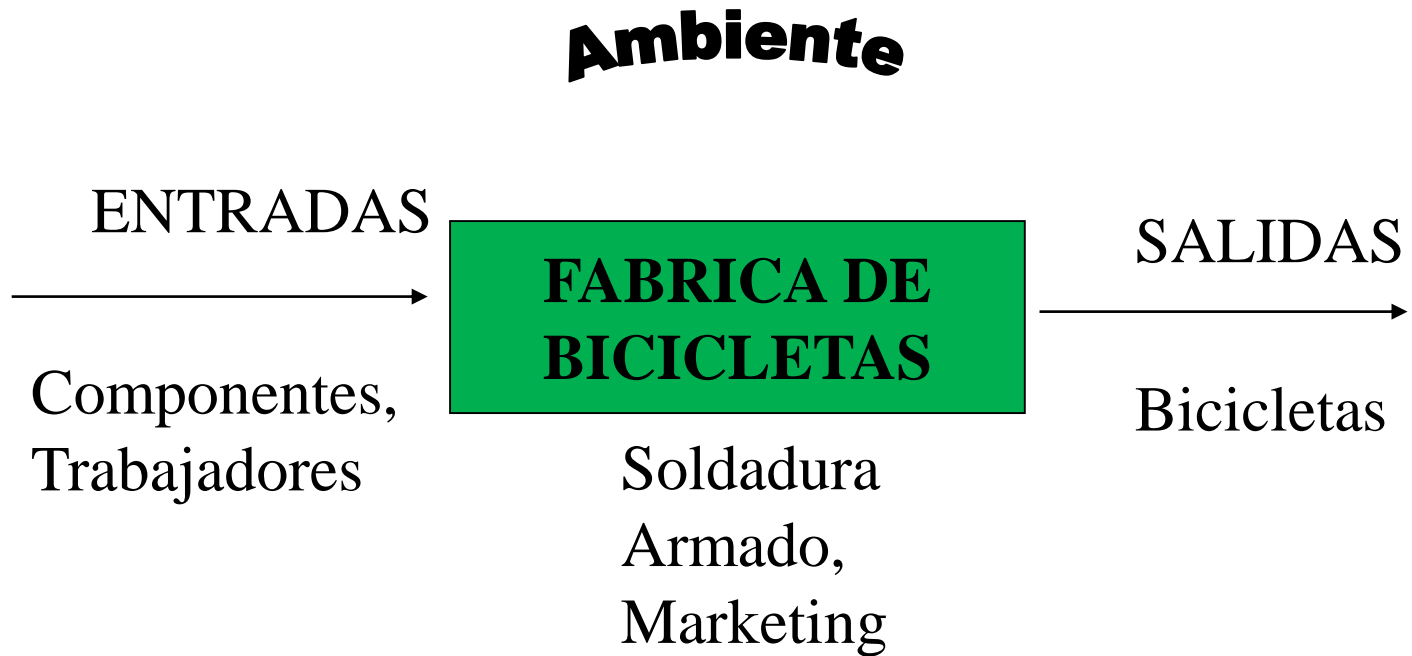 Ambiente
ENTRADAS
Componentes,
Trabajadores
FABRICA DE
BICICLETAS
Soldadura
Armado,
Marketing
SALIDAS
Bicicletas